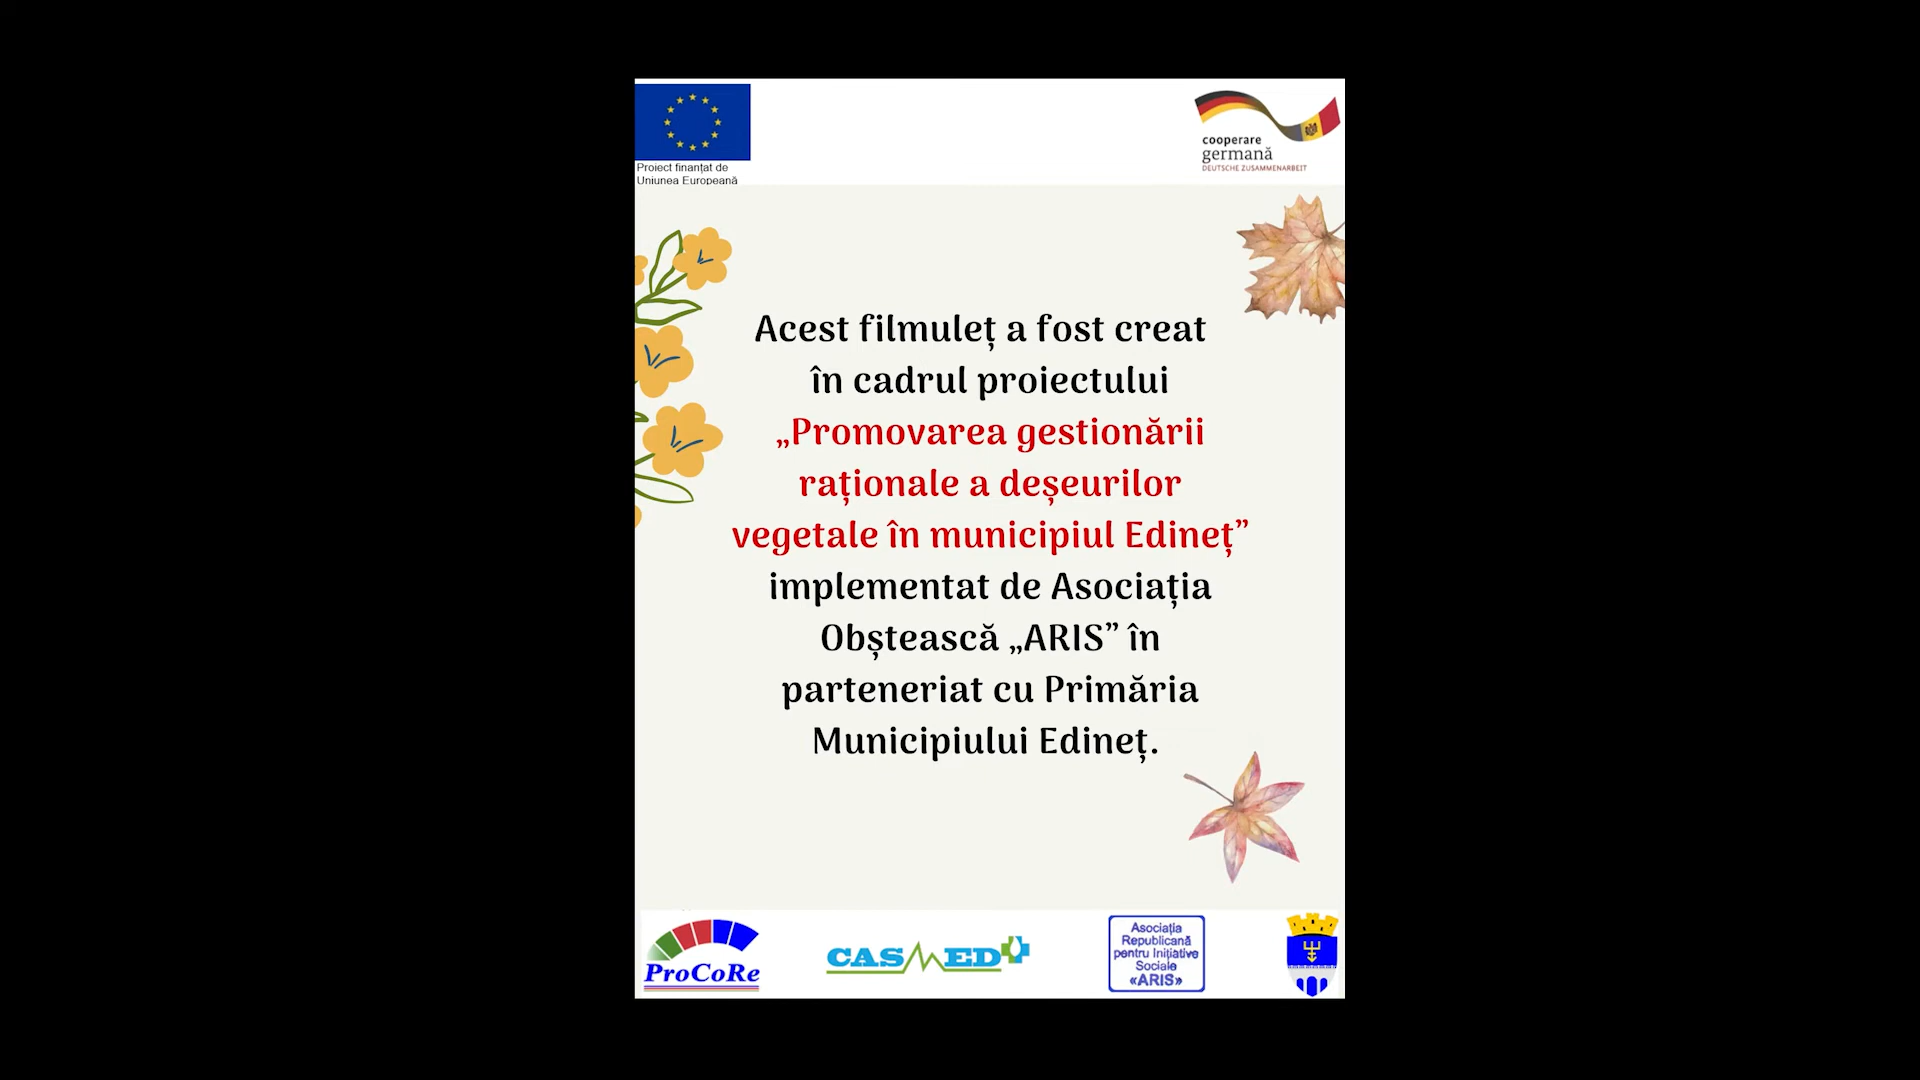 Proiect finanțat de
Uniunea Europeană
cooperare
germană
DEUTSCHE ZUSAMMENARBEIT
Acest filmuleț a fost creat
în cadrul proiectului
„Promovarea gestionării
raționale a deșeurilor
vegetale în municipiul Edineț”
implementat de Asociația
Obștească „ARIS” în
parteneriat cu Primăria
Municipiului Edineț.
ProCoRe
CASMED
Asociația
Republicană
pentru Inițiative
Sociale
«ARIS»